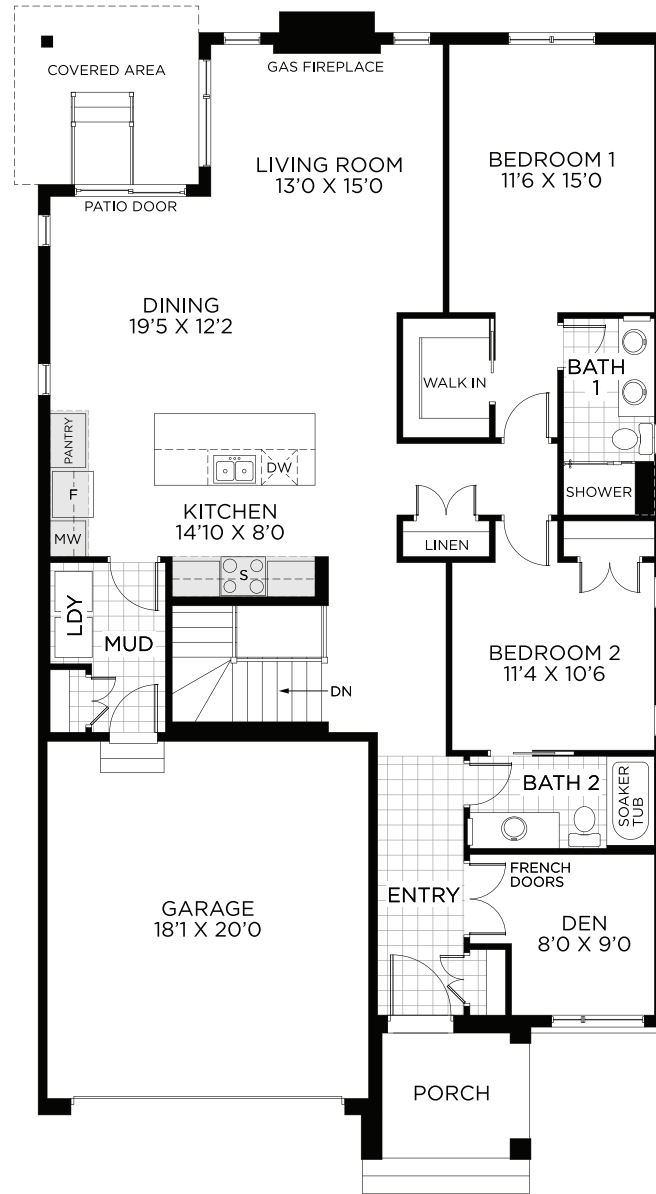 COVERED AREA
GAS FIREPLACE
LIVING ROOM
13'0 X 15'0
BEDROOM 1
11'6 X 15'0
PATIO DOOR
DINING
19'5 X 12'2
WALK IN
BATH
1
PANTRY
F
MW
DW
KITCHEN
14'10 X 8'0
S
SHOWER
LINEN
LDY
MUD
BEDROOM 2
11'4 X 10'6
DN
BATH 2
SOAKER
TUB
FRENCH
DOORS
ENTRY
GARAGE
18'1 X 20'0
DEN
8'0 X 9'0
PORCH